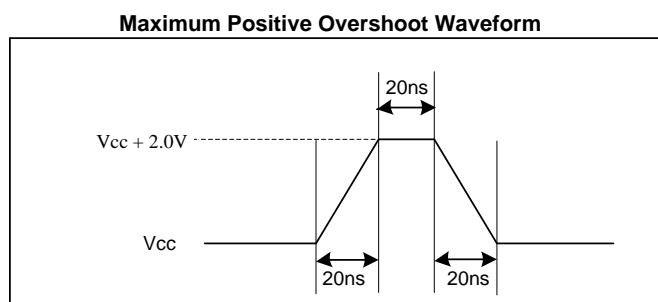 Maximum Positive Overshoot Waveform
20ns
Vcc + 2.0V
Vcc
20ns
20ns